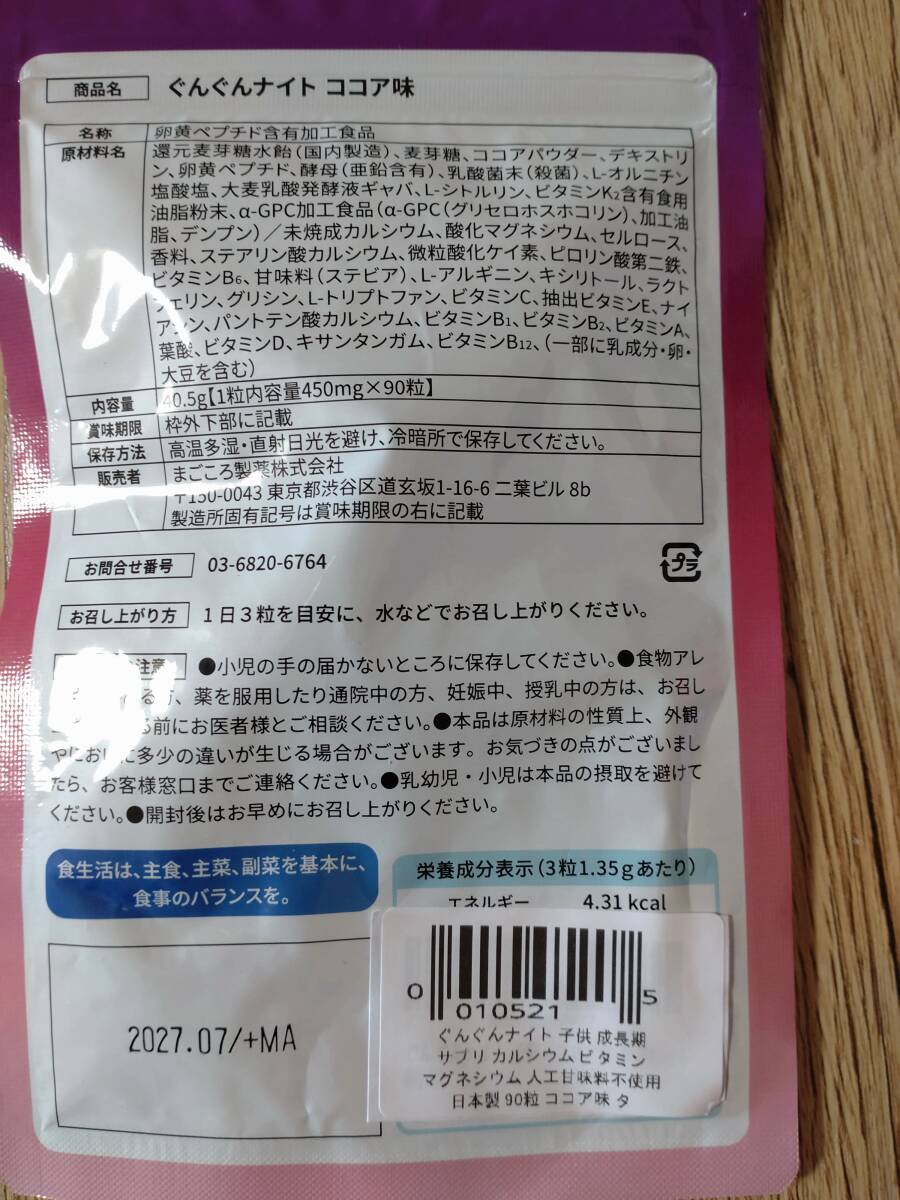 商品名 ぐんぐんナイト ココア味
名称 卵黄ペプチド含有加工食品
原材料名 還元麦芽糖水飴(国内製造)、麦芽糖、ココアパウダー、デキストリ
ン、卵黄ペプチド、酵母(亜鉛含有)、乳酸菌末(殺菌)、L-オルニチン
塩酸塩、大麦乳酸発酵液ギャバ、L-シトルリン、ビタミンK2含有食用
油脂粉末、α-GPC加工食品(α-GPC(グリセロホスホコリン)、加工油
脂、デンプン)/未焼成カルシウム、酸化マグネシウム、セルロース、
香料、ステアリン酸カルシウム、微粒酸化ケイ素、ピロリン酸第二鉄、
ビタミンB6、甘味料(ステビア)、L-アルギニン、キシリトール、ラクト
フェリン、グリシン、L-トリプトファン、ビタミンC、抽出ビタミンE、ナイ
アシン、パントテン酸カルシウム、ビタミンB1、ビタミンB2、ビタミンA、
葉酸、ビタミンD、キサンタンガム、ビタミンB12、(一部に乳成分・卵・
大豆を含む)
内容量 40.5g【1粒内容量450mg×90粒】
賞味期限 枠外下部に記載
保存方法 高温多湿・直射日光を避け、冷暗所で保存してください。
販売者 まごころ製薬株式会社
〒150-0043 東京都渋谷区道玄坂1-16-6 二葉ビル 8b
製造所固有記号は賞味期限の右に記載
お問合せ番号 03-6820-6764
プラ
お召し上がり方 1日3粒を目安に、水などでお召し上がりください。
注意 ●小児の手の届かないところに保存してください。●食物アレ
る方、薬を服用したり通院中の方、妊娠中、授乳中の方は、お召し
前にお医者様とご相談ください。●本品は原材料の性質上、外観
やにおいに多少の違いが生じる場合がございます。お気づきの点がございまし
たら、お客様窓口までご連絡ください。●乳幼児・小児は本品の摂取を避けて
ください。●開封後はお早めにお召し上がりください。
食生活は、主食、主菜、副菜を基本に、
食事のバランスを。
栄養成分表示(3粒1.35gあたり)
エネルギー 4.31 kcal
2027.07/+MA
0 010521 5
ぐんぐんナイト 子供 成長期
サプリ カルシウム ビタミン
マグネシウム 人工甘味料不使用
日本製 90粒 ココア味 タ